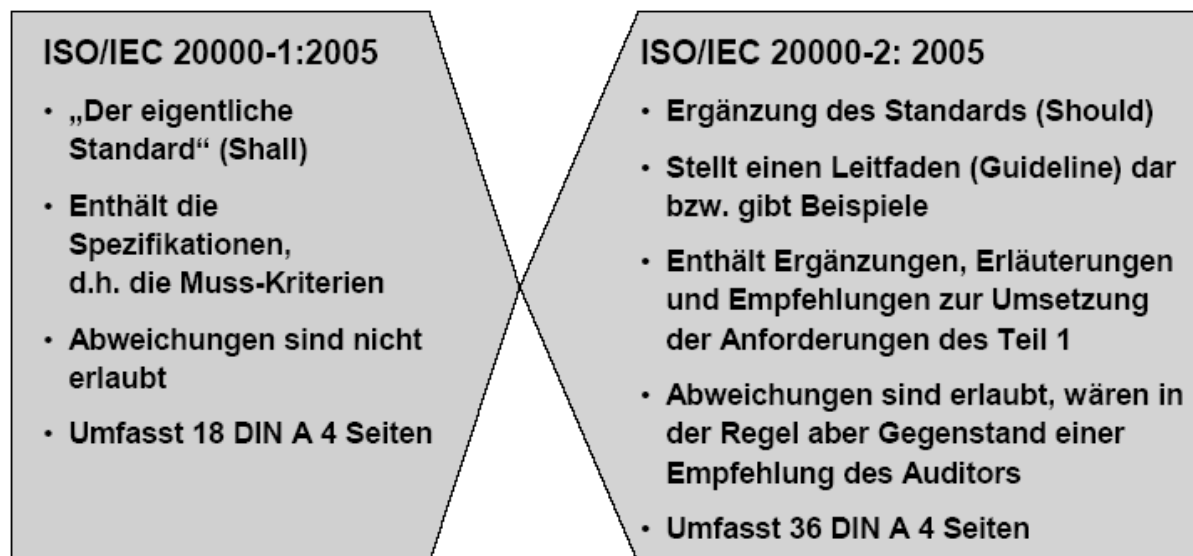 ISO/IEC 20000-1:2005
• „Der eigentliche
Standard“ (Shall)
• Enthält die
Spezifikationen,
d.h. die Muss-Kriterien
• Abweichungen sind nicht
erlaubt
• Umfasst 18 DIN A 4 Seiten
ISO/IEC 20000-2: 2005
• Ergänzung des Standards (Should)
• Stellt einen Leitfaden (Guideline) dar
bzw. gibt Beispiele
• Enthält Ergänzungen, Erläuterungen
und Empfehlungen zur Umsetzung
der Anforderungen des Teil 1
• Abweichungen sind erlaubt, wären in
der Regel aber Gegenstand einer
Empfehlung des Auditors
• Umfasst 36 DIN A 4 Seiten